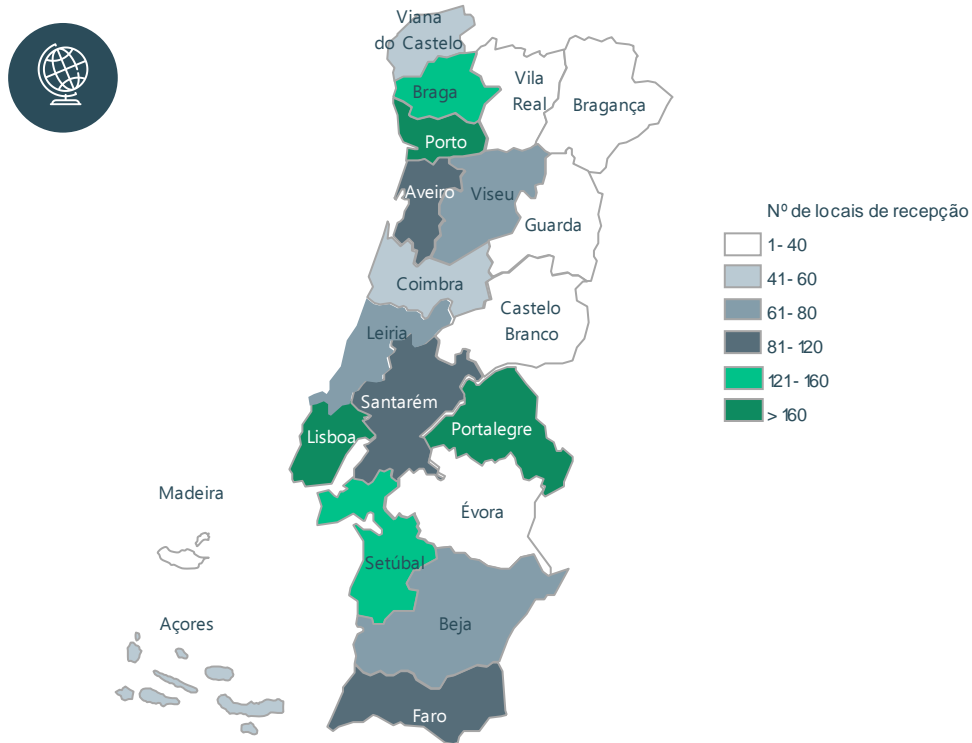 Viana
do Castelo
Braga
Vila
Real
Bragança
Porto
Aveiro
Viseu
Guarda
Coimbra
Castelo
Branco
Leiria
Santarém
Lisboa
Portalegre
Madeira
Évora
Setúbal
Açores
Beja
Faro
Nº de locais de recepção
1- 40
41- 60
61- 80
81- 120
121- 160
> 160